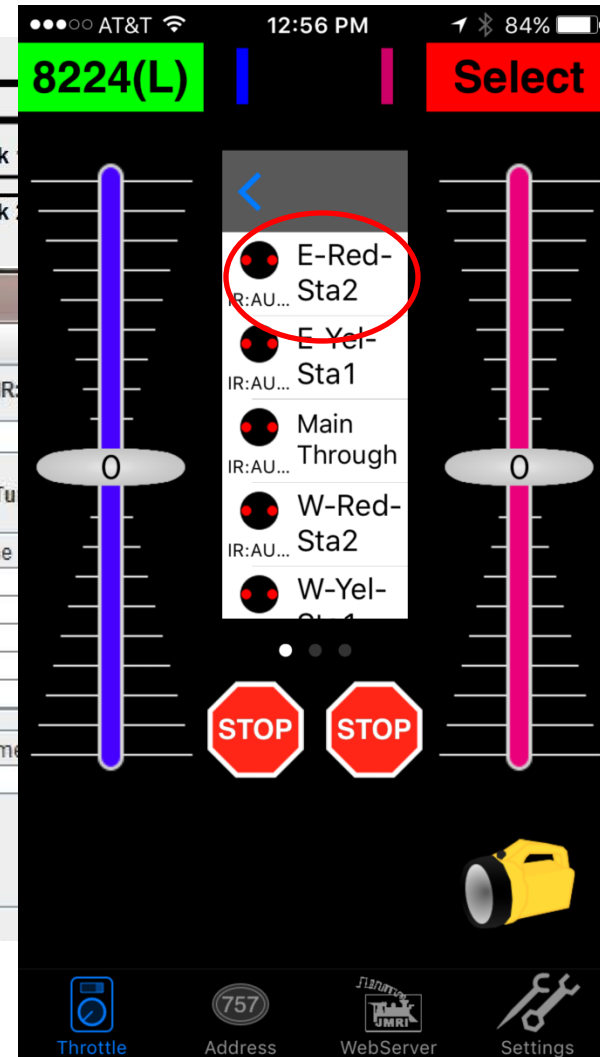 AT&T 12:56 PM 84%
8224(L) Select
k
k
E-Red-
Sta2
IR:AU...
E-Yel-
Sta1
IR:AU...
Main
Through
IR:AU...
W-Red-
Sta2
IR:AU...
W-Yel-
0 0
STOP STOP
757
JMRI
Throttle Address WebServer Settings